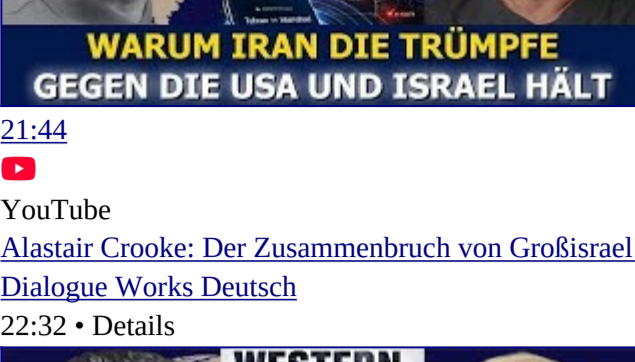 WARUM IRAN DIE TRÜMPFE
GEGEN DIE USA UND ISRAEL HÄLT
21:44
YouTube
Alastair Crooke: Der Zusammenbruch von Großisrael
Dialogue Works Deutsch
22:32 • Details
WESTERN